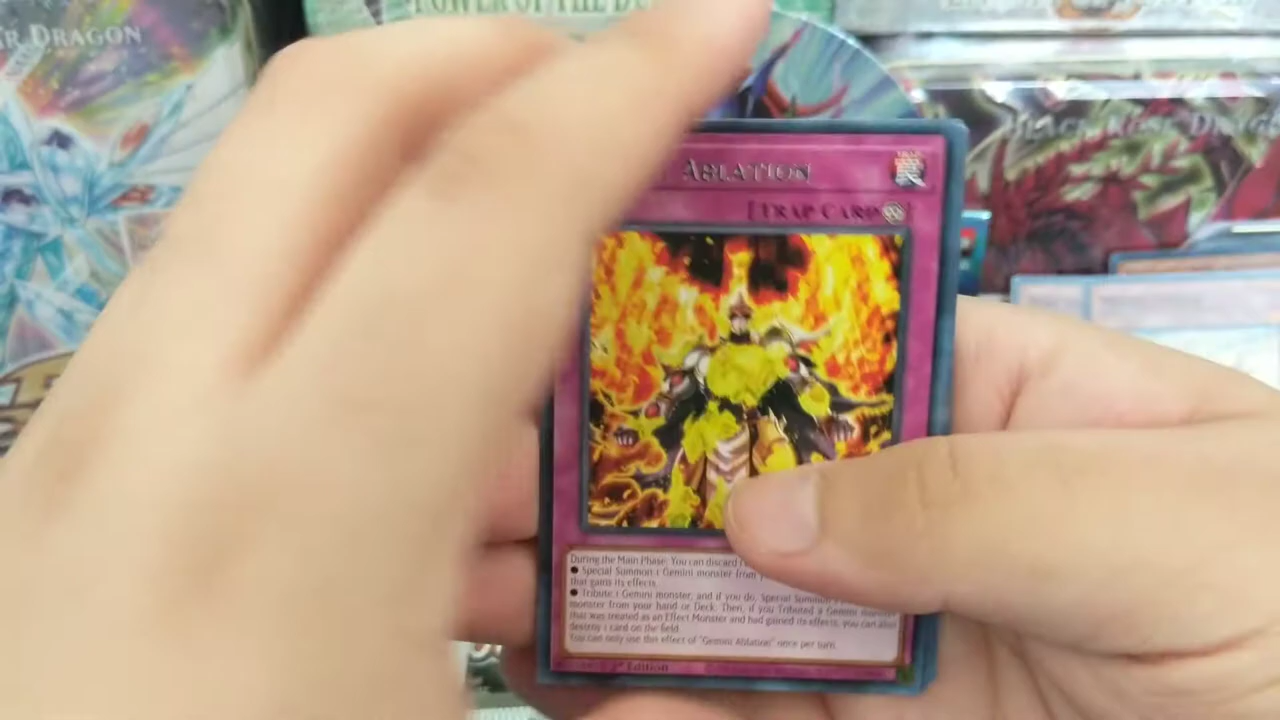 R DRAGON
POWER OF THE
BLACK ROSE DRAG
ABLATION
[TRAP CARD
During the Main Phase: You can discard
● Special Summon 1 Gemini monster from
that gains its effects.
● Tribute 1 Gemini monster, and if you do, Special Summon
monster from your hand or Deck. Then, if you Tributed a Gemini
that was treated as an Effect Monster and had gained its effects, you can also
destroy 1 card on the field.
You can only use this effect of "Gemini Ablation" once per turn.
1st Edition